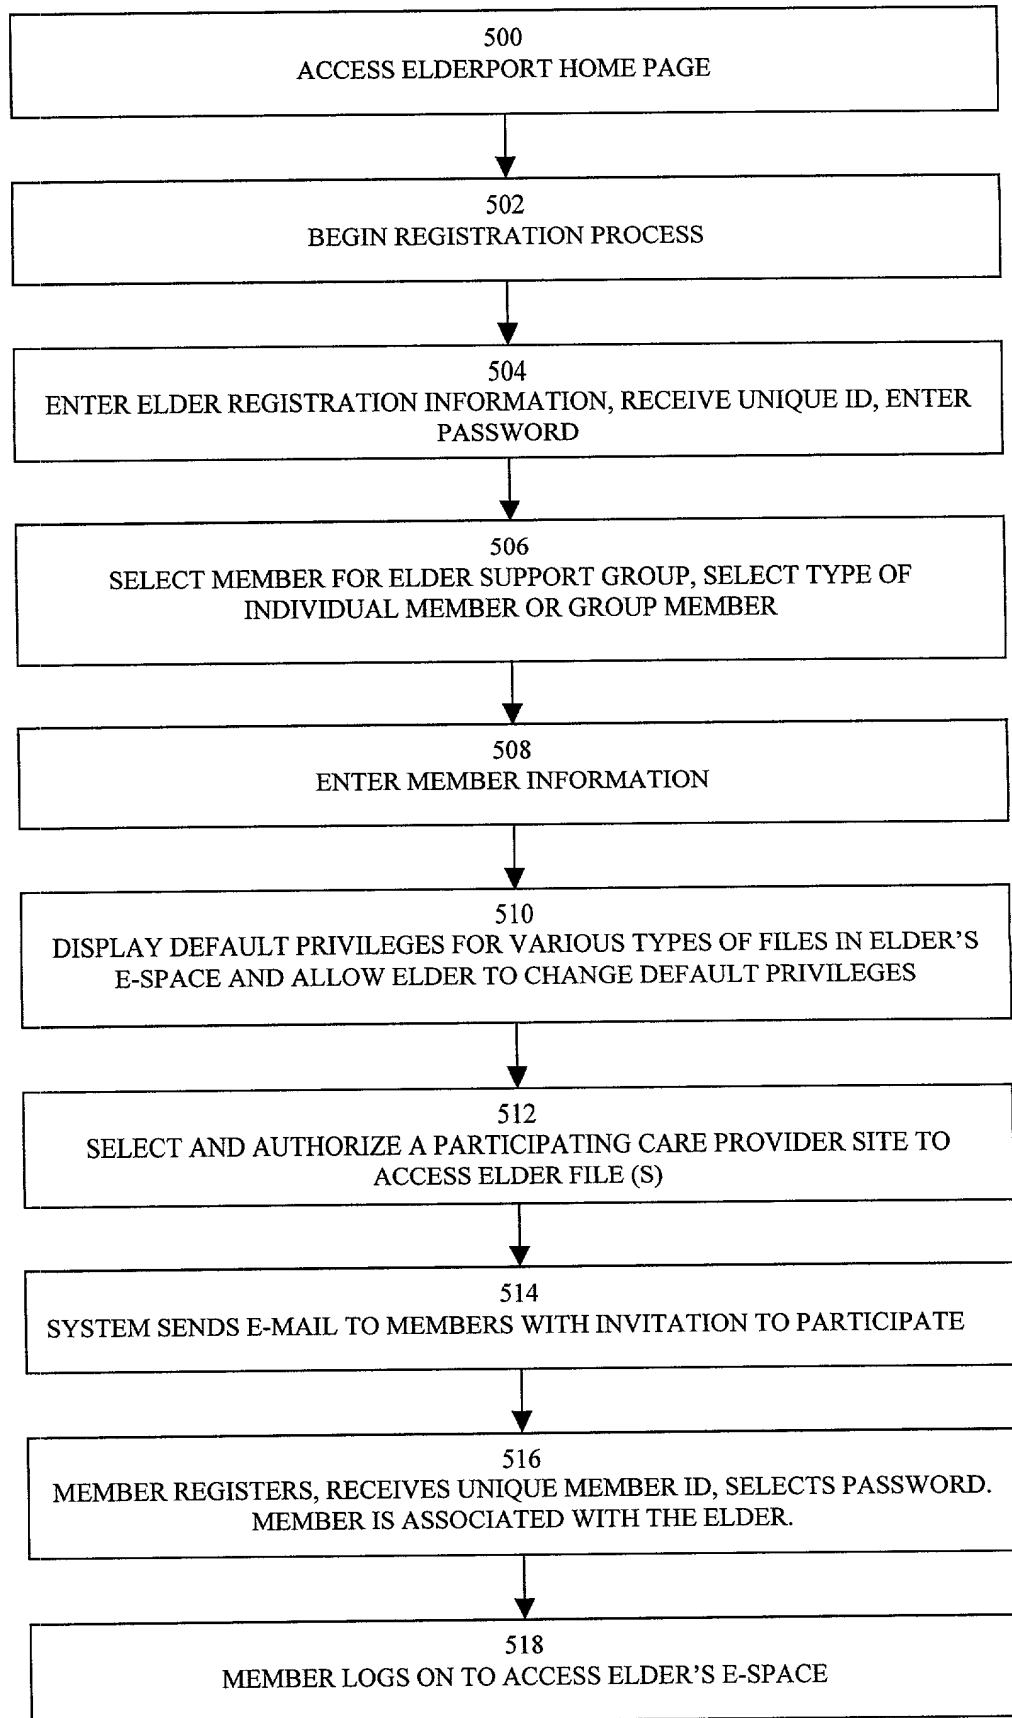 500
ACCESS ELDERPORT HOME PAGE
502
BEGIN REGISTRATION PROCESS
504
ENTER ELDER REGISTRATION INFORMATION, RECEIVE UNIQUE ID, ENTER
PASSWORD
506
SELECT MEMBER FOR ELDER SUPPORT GROUP, SELECT TYPE OF
INDIVIDUAL MEMBER OR GROUP MEMBER
508
ENTER MEMBER INFORMATION
510
DISPLAY DEFAULT PRIVILEGES FOR VARIOUS TYPES OF FILES IN ELDER'S
E-SPACE AND ALLOW ELDER TO CHANGE DEFAULT PRIVILEGES
512
SELECT AND AUTHORIZE A PARTICIPATING CARE PROVIDER SITE TO
ACCESS ELDER FILE (S)
514
SYSTEM SENDS E-MAIL TO MEMBERS WITH INVITATION TO PARTICIPATE
516
MEMBER REGISTERS, RECEIVES UNIQUE MEMBER ID, SELECTS PASSWORD.
MEMBER IS ASSOCIATED WITH THE ELDER.
518
MEMBER LOGS ON TO ACCESS ELDER'S E-SPACE